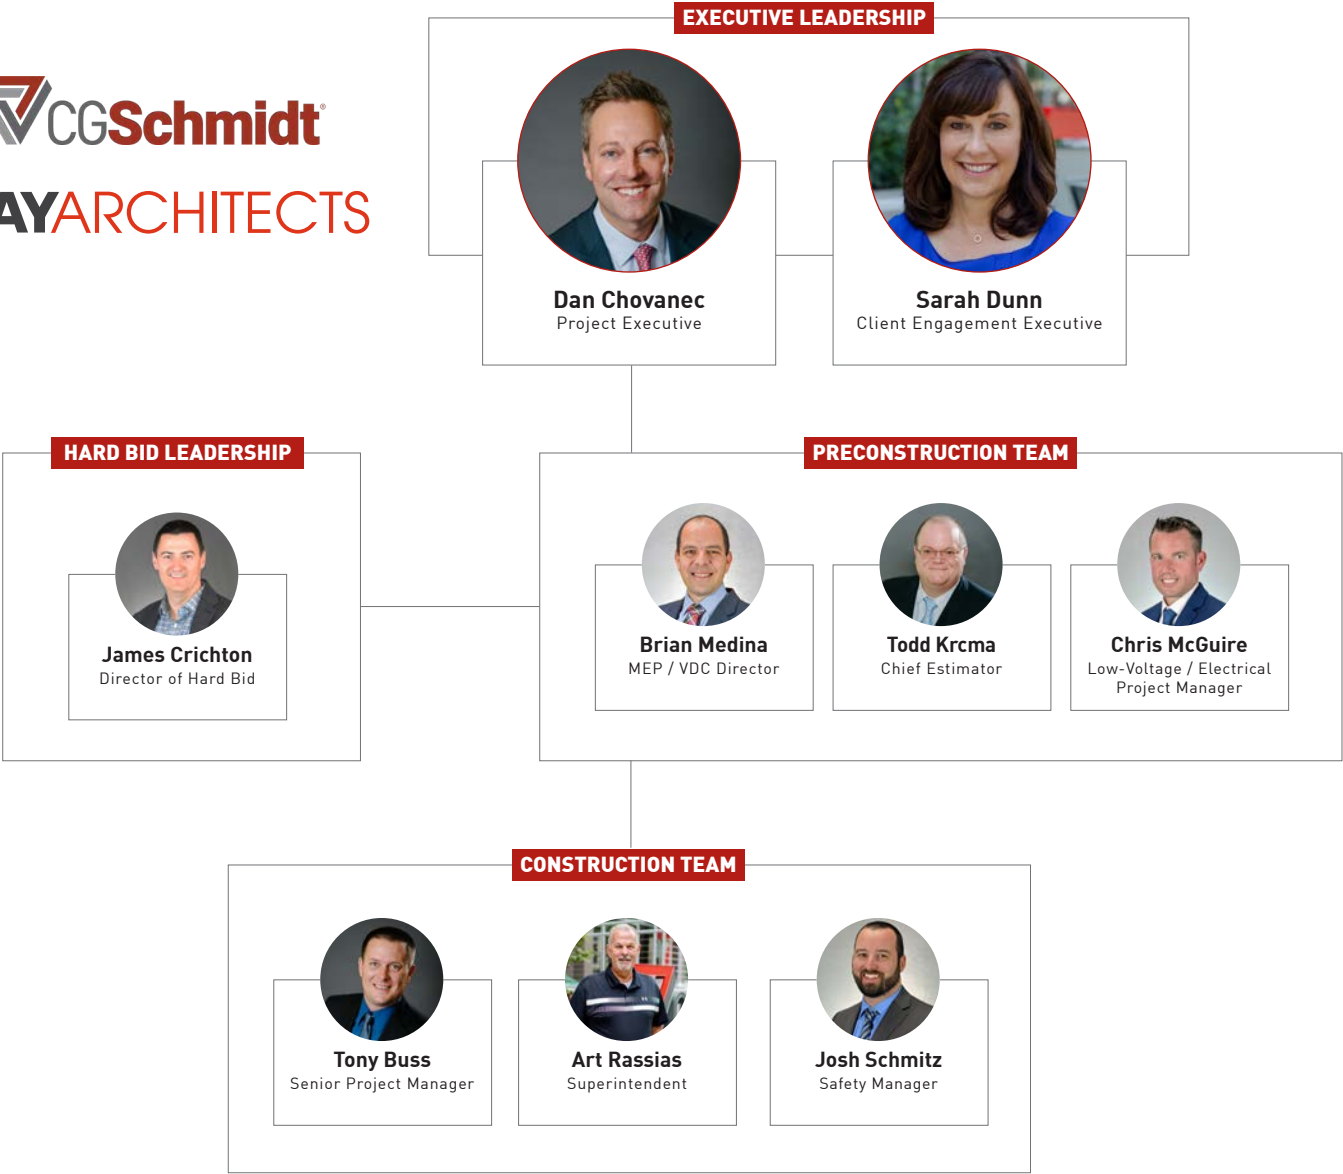 EXECUTIVE LEADERSHIP
CGSchmidt®
AYARCHITECTS
Dan Chovanec
Project Executive
Sarah Dunn
Client Engagement Executive
HARD BID LEADERSHIP
James Crichton
Director of Hard Bid
PRECONSTRUCTION TEAM
Brian Medina
MEP / VDC Director
Todd Krcma
Chief Estimator
Chris McGuire
Low-Voltage / Electrical
Project Manager
CONSTRUCTION TEAM
Tony Buss
Senior Project Manager
Art Rassias
Superintendent
Josh Schmitz
Safety Manager